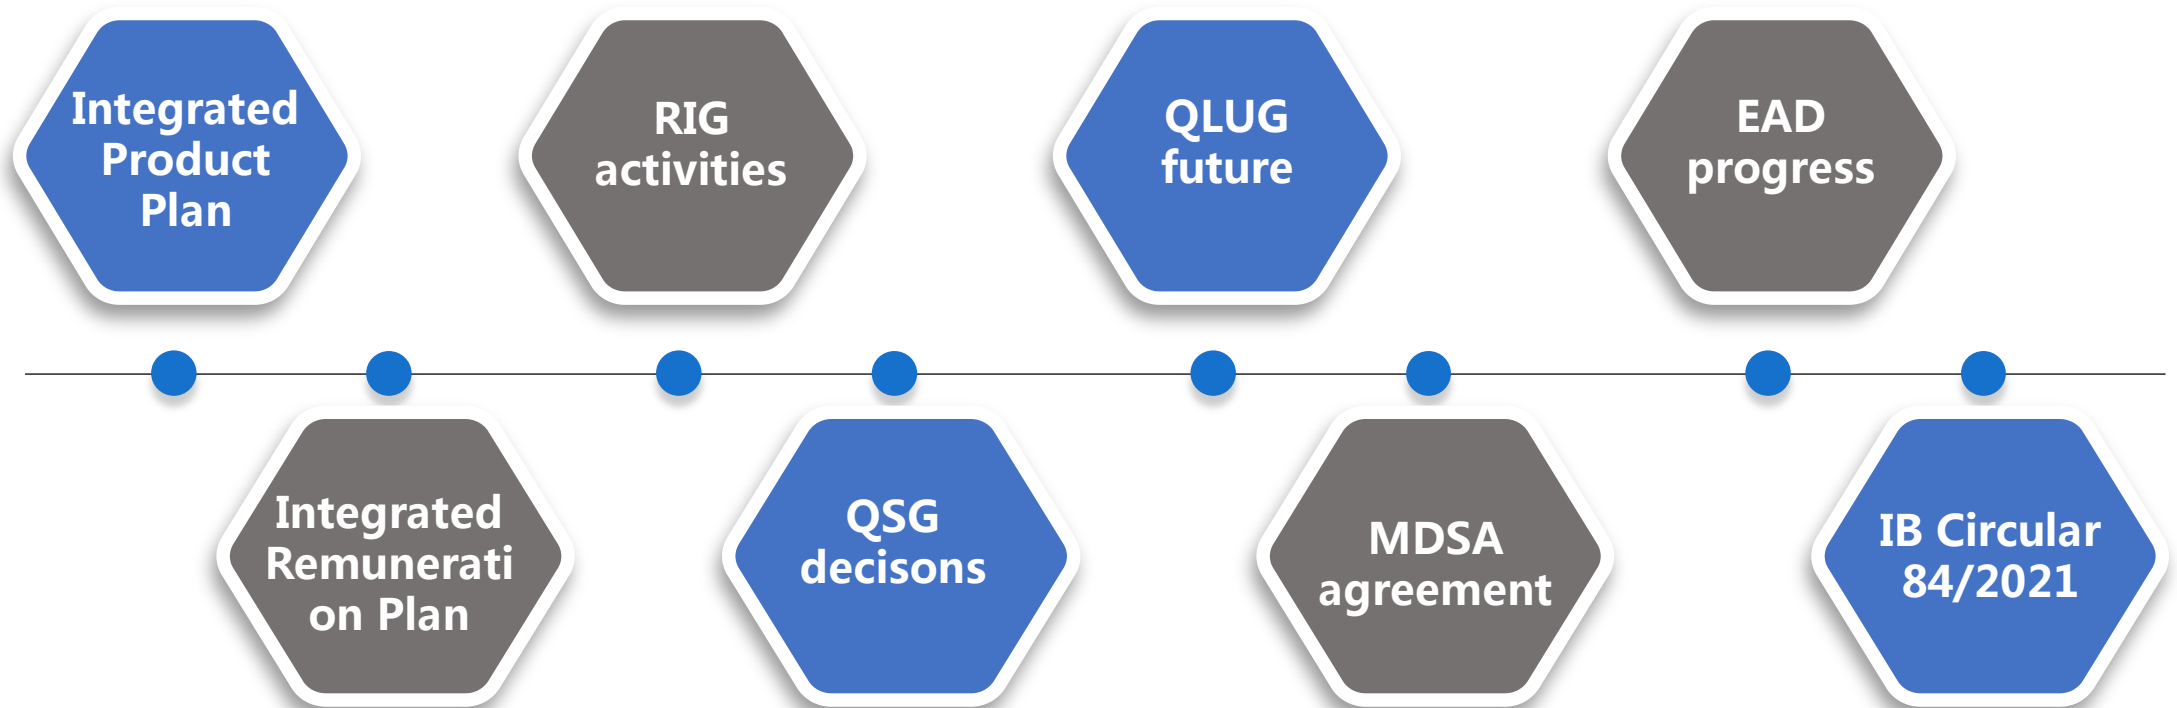 Integrated
Product
Plan
RIG
activities
QLUG
future
EAD
progress
Integrated
Remunerati
on Plan
QSG
decisons
MDSA
agreement
IB Circular
84/2021